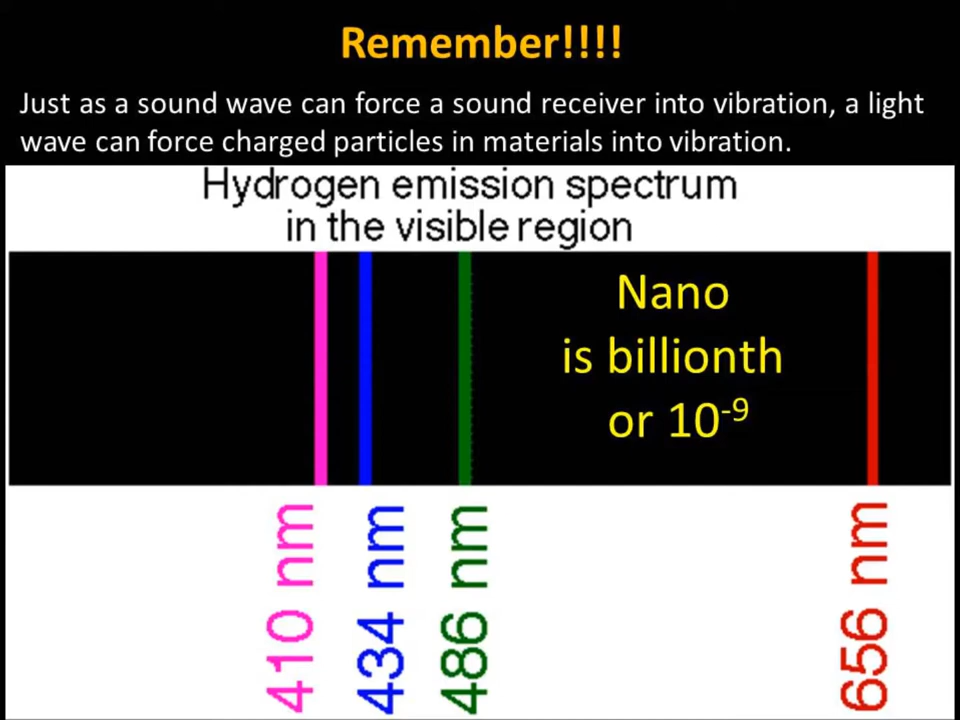 Remember!!!!
Just as a sound wave can force a sound receiver into vibration, a light
wave can force charged particles in materials into vibration.
Hydrogen emission spectrum
in the visible region
Nano
is billionth
or 10⁻⁹
410 nm
434 nm
486 nm
656 nm